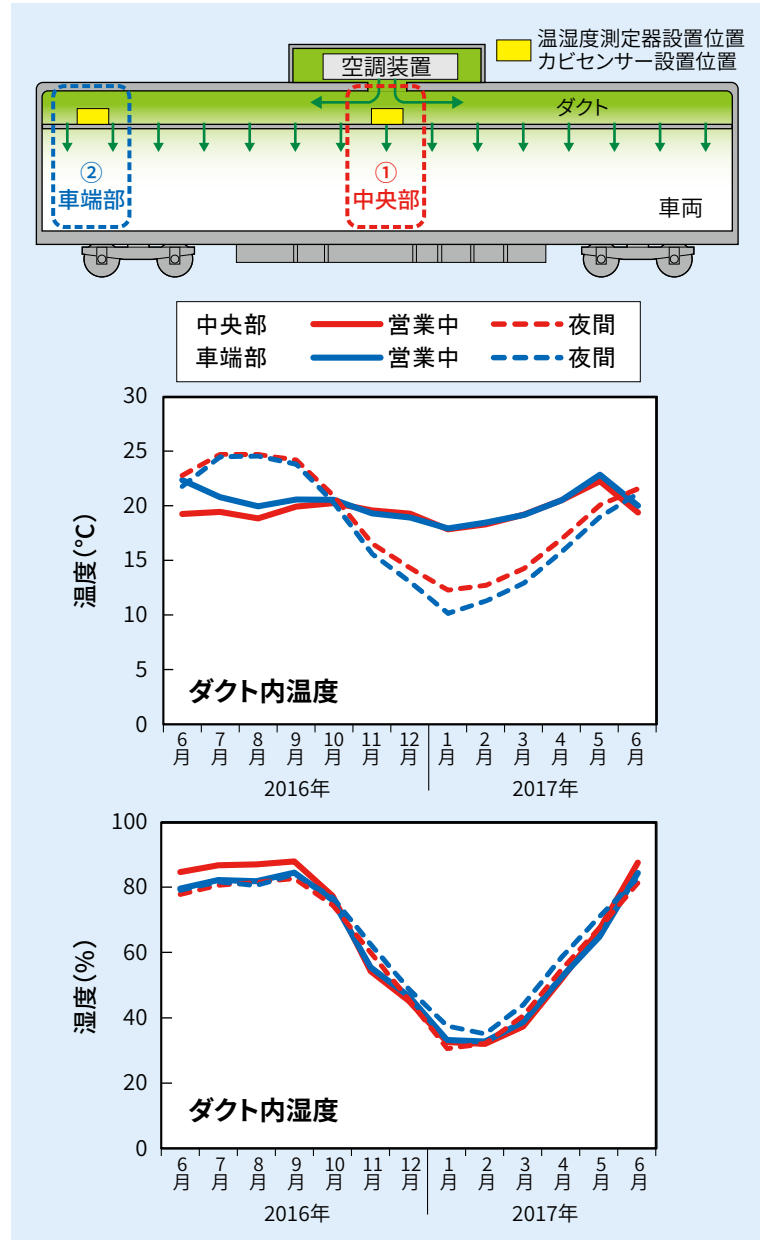 温湿度測定器設置位置
カビセンサー設置位置
空調装置
ダクト
②
車端部
①
中央部
車両
中央部 営業中 夜間
車端部 営業中 夜間
30
25
20
15
10
5
0
温度(℃)
ダクト内温度
6月 7月 8月 9月 10月 11月 12月 1月 2月 3月 4月 5月 6月
2016年 2017年
100
80
60
40
20
0
湿度(%)
ダクト内湿度
6月 7月 8月 9月 10月 11月 12月 1月 2月 3月 4月 5月 6月
2016年 2017年